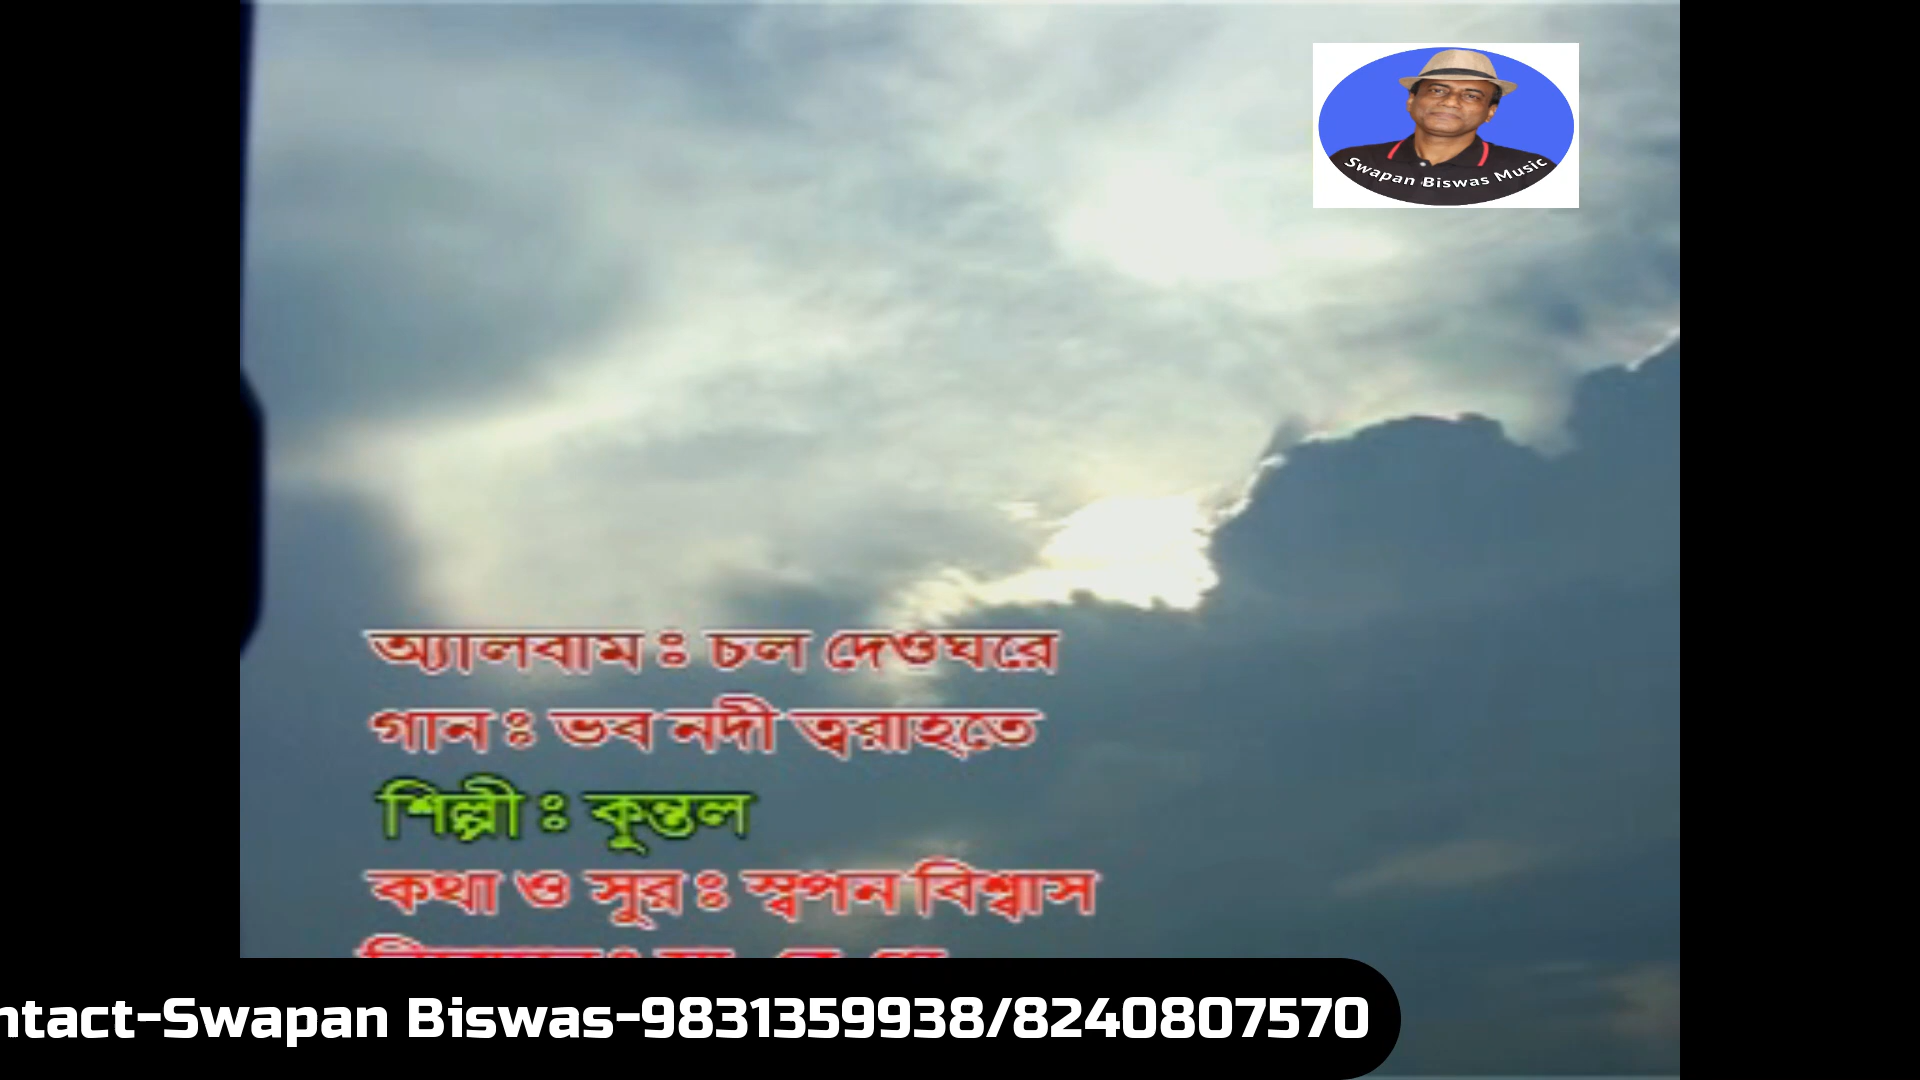 Swapan Biswas Music
অ্যালবাম ঃ চল দেওঘরে
গান ঃ ভব নদী ত্বরাহতে
শিল্পী ঃ কুন্তল
কথা ও সুর ঃ স্বপন বিশ্বাস
ntact-Swapan Biswas-9831359938/8240807570